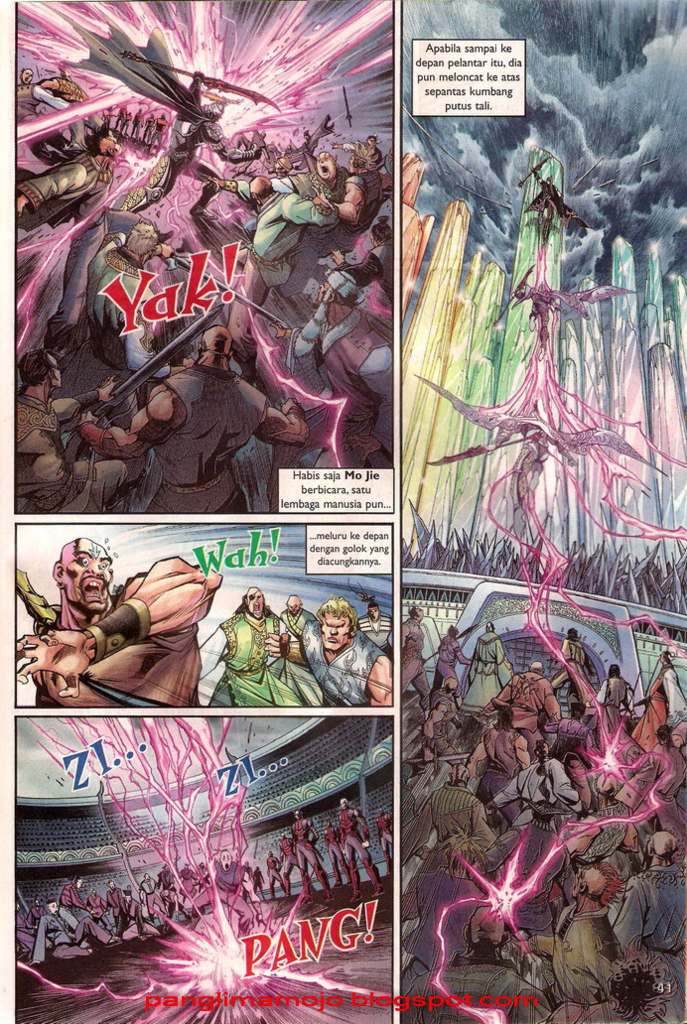 Yak!
Habis saja Mo Jie
berbicara, satu
lembaga manusia pun...
Wah!
...meluru ke depan
dengan golok yang
diacungkannya.
ZI...
ZI...
PANG!
Apabila sampai ke
depan pelantar itu, dia
pun meloncat ke atas
sepantas kumbang
putus tali.
41
panglimamojo.blogspot.com